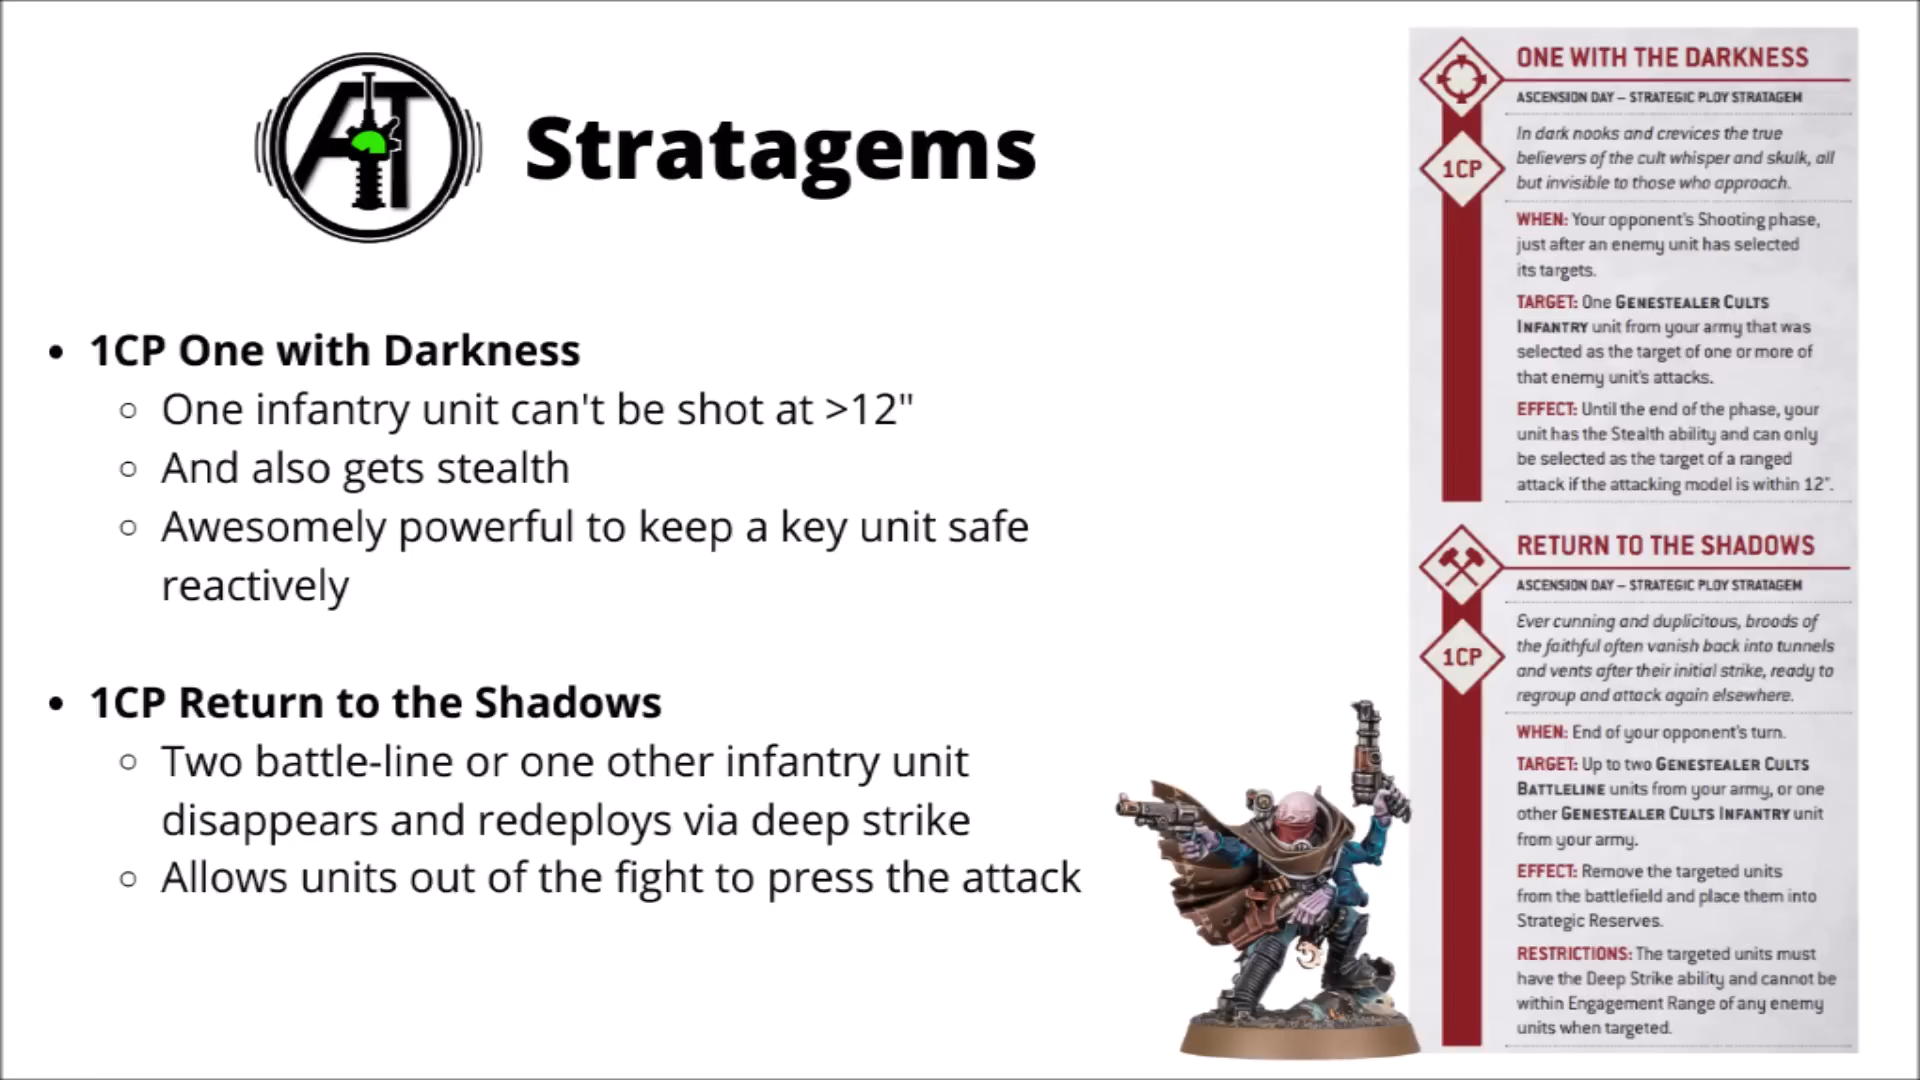 AT
Stratagems
• 1CP One with Darkness
○ One infantry unit can't be shot at >12"
○ And also gets stealth
○ Awesomely powerful to keep a key unit safe
reactively
• 1CP Return to the Shadows
○ Two battle-line or one other infantry unit
disappears and redeploys via deep strike
○ Allows units out of the fight to press the attack
ONE WITH THE DARKNESS
ASCENSION DAY – STRATEGIC PLOY STRATAGEM
1CP
In dark nooks and crevices the true
believers of the cult whisper and skulk, all
but invisible to those who approach.
WHEN: Your opponent's Shooting phase,
just after an enemy unit has selected
its targets.
TARGET: One GENESTEALER CULTS
INFANTRY unit from your army that was
selected as the target of one or more of
that enemy unit's attacks.
EFFECT: Until the end of the phase, your
unit has the Stealth ability and can only
be selected as the target of a ranged
attack if the attacking model is within 12".
RETURN TO THE SHADOWS
ASCENSION DAY – STRATEGIC PLOY STRATAGEM
1CP
Ever cunning and duplicitous, broods of
the faithful often vanish back into tunnels
and vents after their initial strike, ready to
regroup and attack again elsewhere.
WHEN: End of your opponent's turn.
TARGET: Up to two GENESTEALER CULTS
BATTLELINE units from your army, or one
other GENESTEALER CULTS INFANTRY unit
from your army.
EFFECT: Remove the targeted units
from the battlefield and place them into
Strategic Reserves.
RESTRICTIONS: The targeted units must
have the Deep Strike ability and cannot be
within Engagement Range of any enemy
units when targeted.